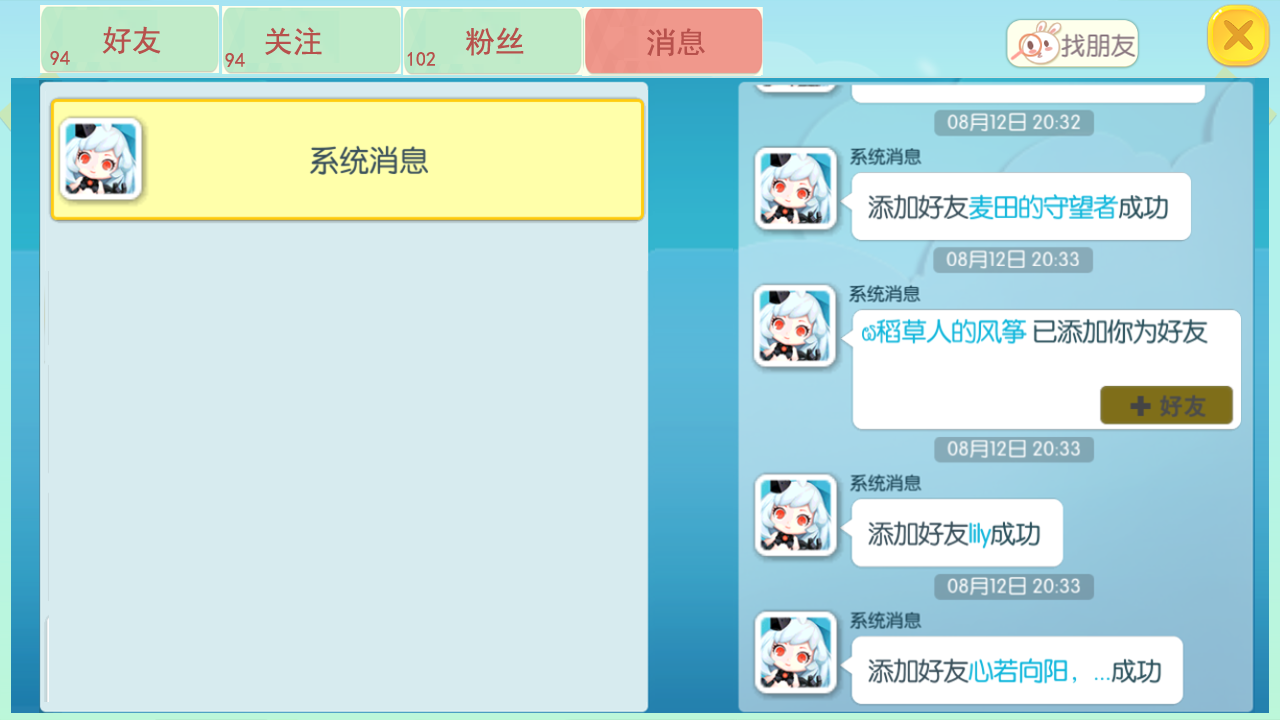 94 好友
94 关注
102 粉丝
消息
找朋友
系统消息
08月12日 20:32
系统消息
添加好友麦田的守望者成功
08月12日 20:33
系统消息
ω稻草人的风筝 已添加你为好友
+ 好友
08月12日 20:33
系统消息
添加好友lily成功
08月12日 20:33
系统消息
添加好友心若向阳，...成功